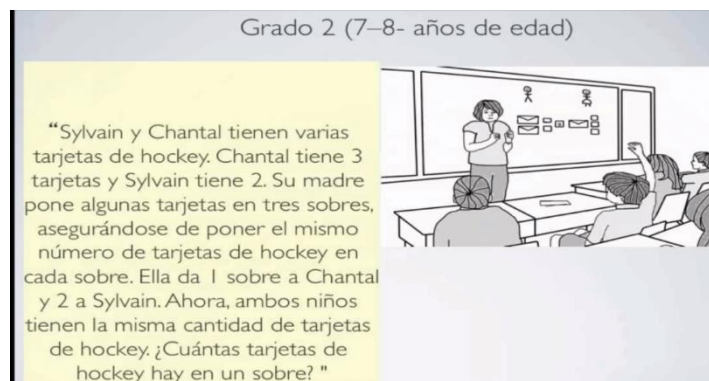 Grado 2 (7–8- años de edad)
“Sylvain y Chantal tienen varias
tarjetas de hockey. Chantal tiene 3
tarjetas y Sylvain tiene 2. Su madre
pone algunas tarjetas en tres sobres,
asegurándose de poner el mismo
número de tarjetas de hockey en
cada sobre. Ella da 1 sobre a Chantal
y 2 a Sylvain. Ahora, ambos niños
tienen la misma cantidad de tarjetas
de hockey. ¿Cuántas tarjetas de
hockey hay en un sobre? "